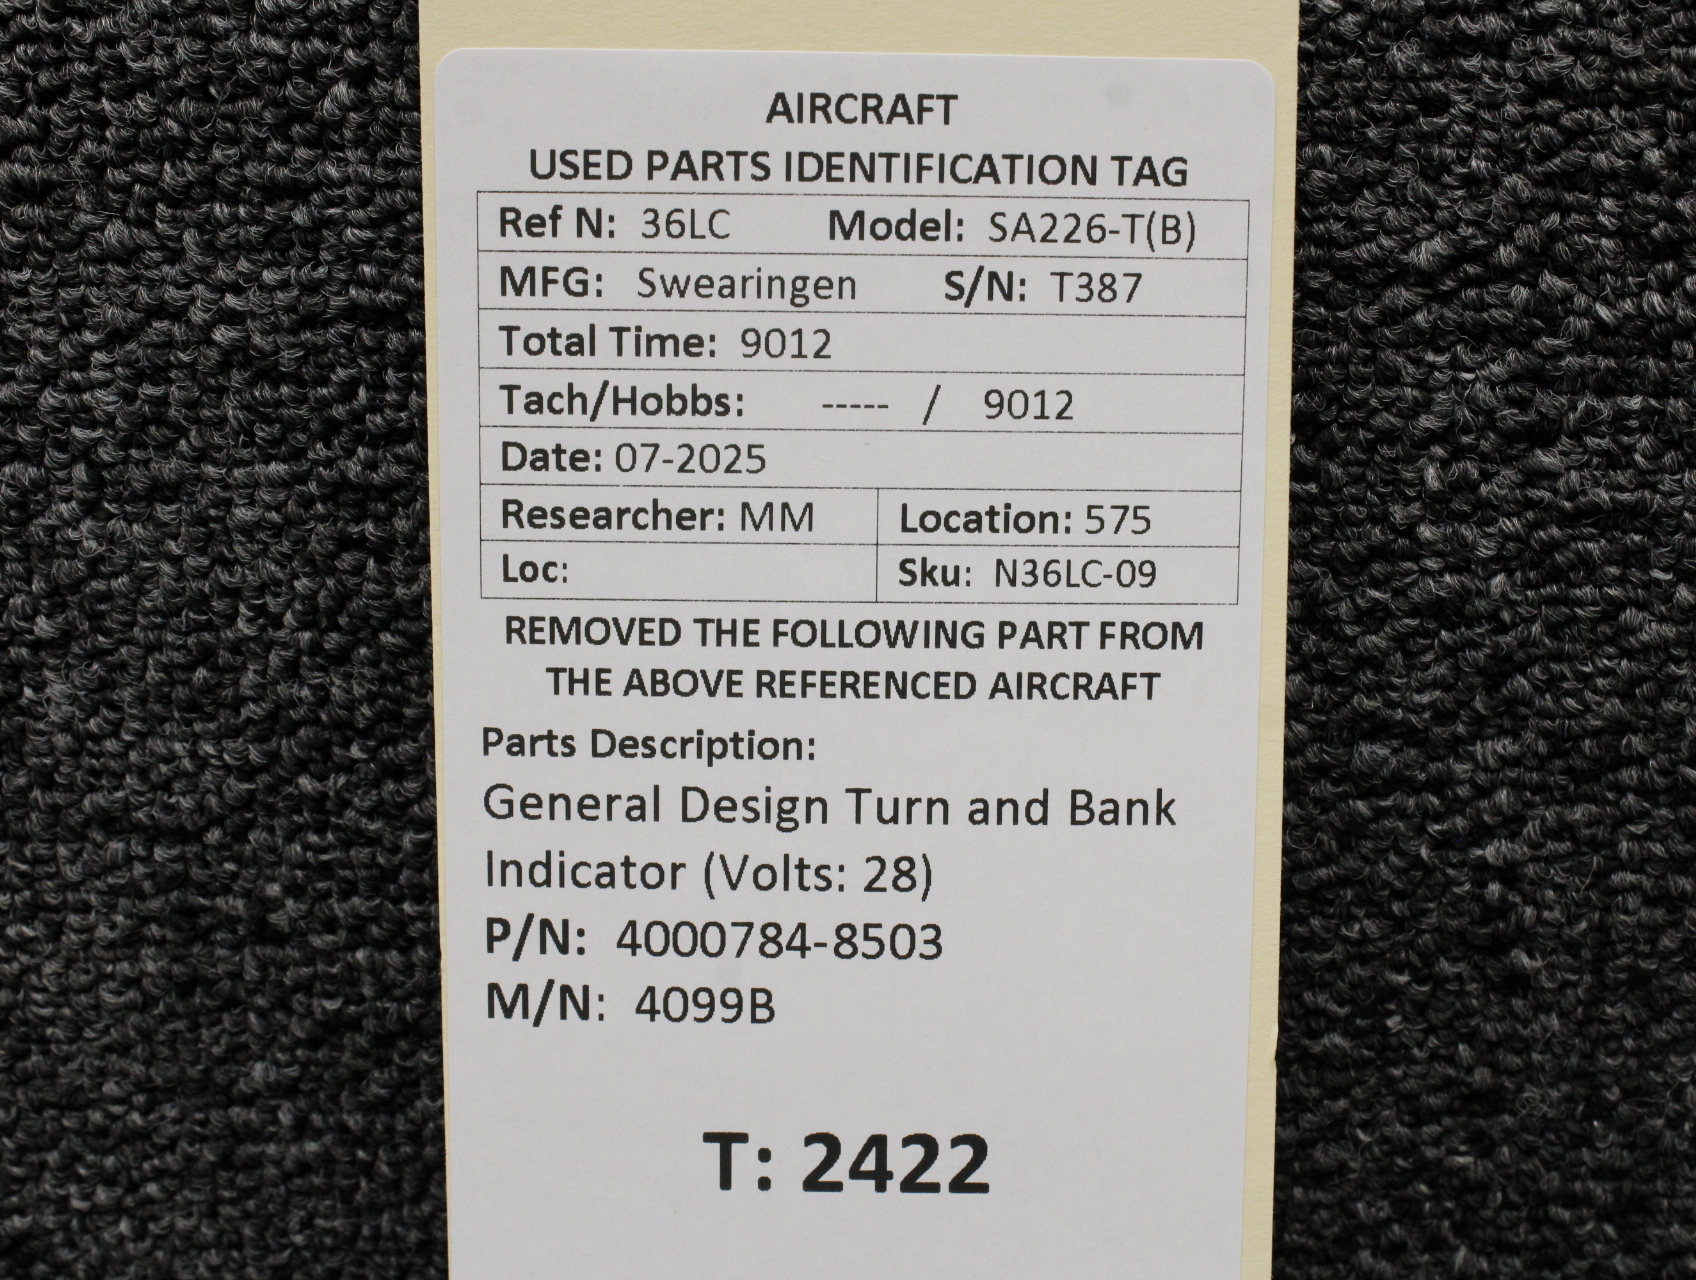 AIRCRAFT
USED PARTS IDENTIFICATION TAG
Ref N: 36LC Model: SA226-T(B)
MFG: Swearingen S/N: T387
Total Time: 9012
Tach/Hobbs: ----- / 9012
Date: 07-2025
Researcher: MM Location: 575
Loc: Sku: N36LC-09
REMOVED THE FOLLOWING PART FROM
THE ABOVE REFERENCED AIRCRAFT
Parts Description:
General Design Turn and Bank
Indicator (Volts: 28)
P/N: 4000784-8503
M/N: 4099B
T: 2422